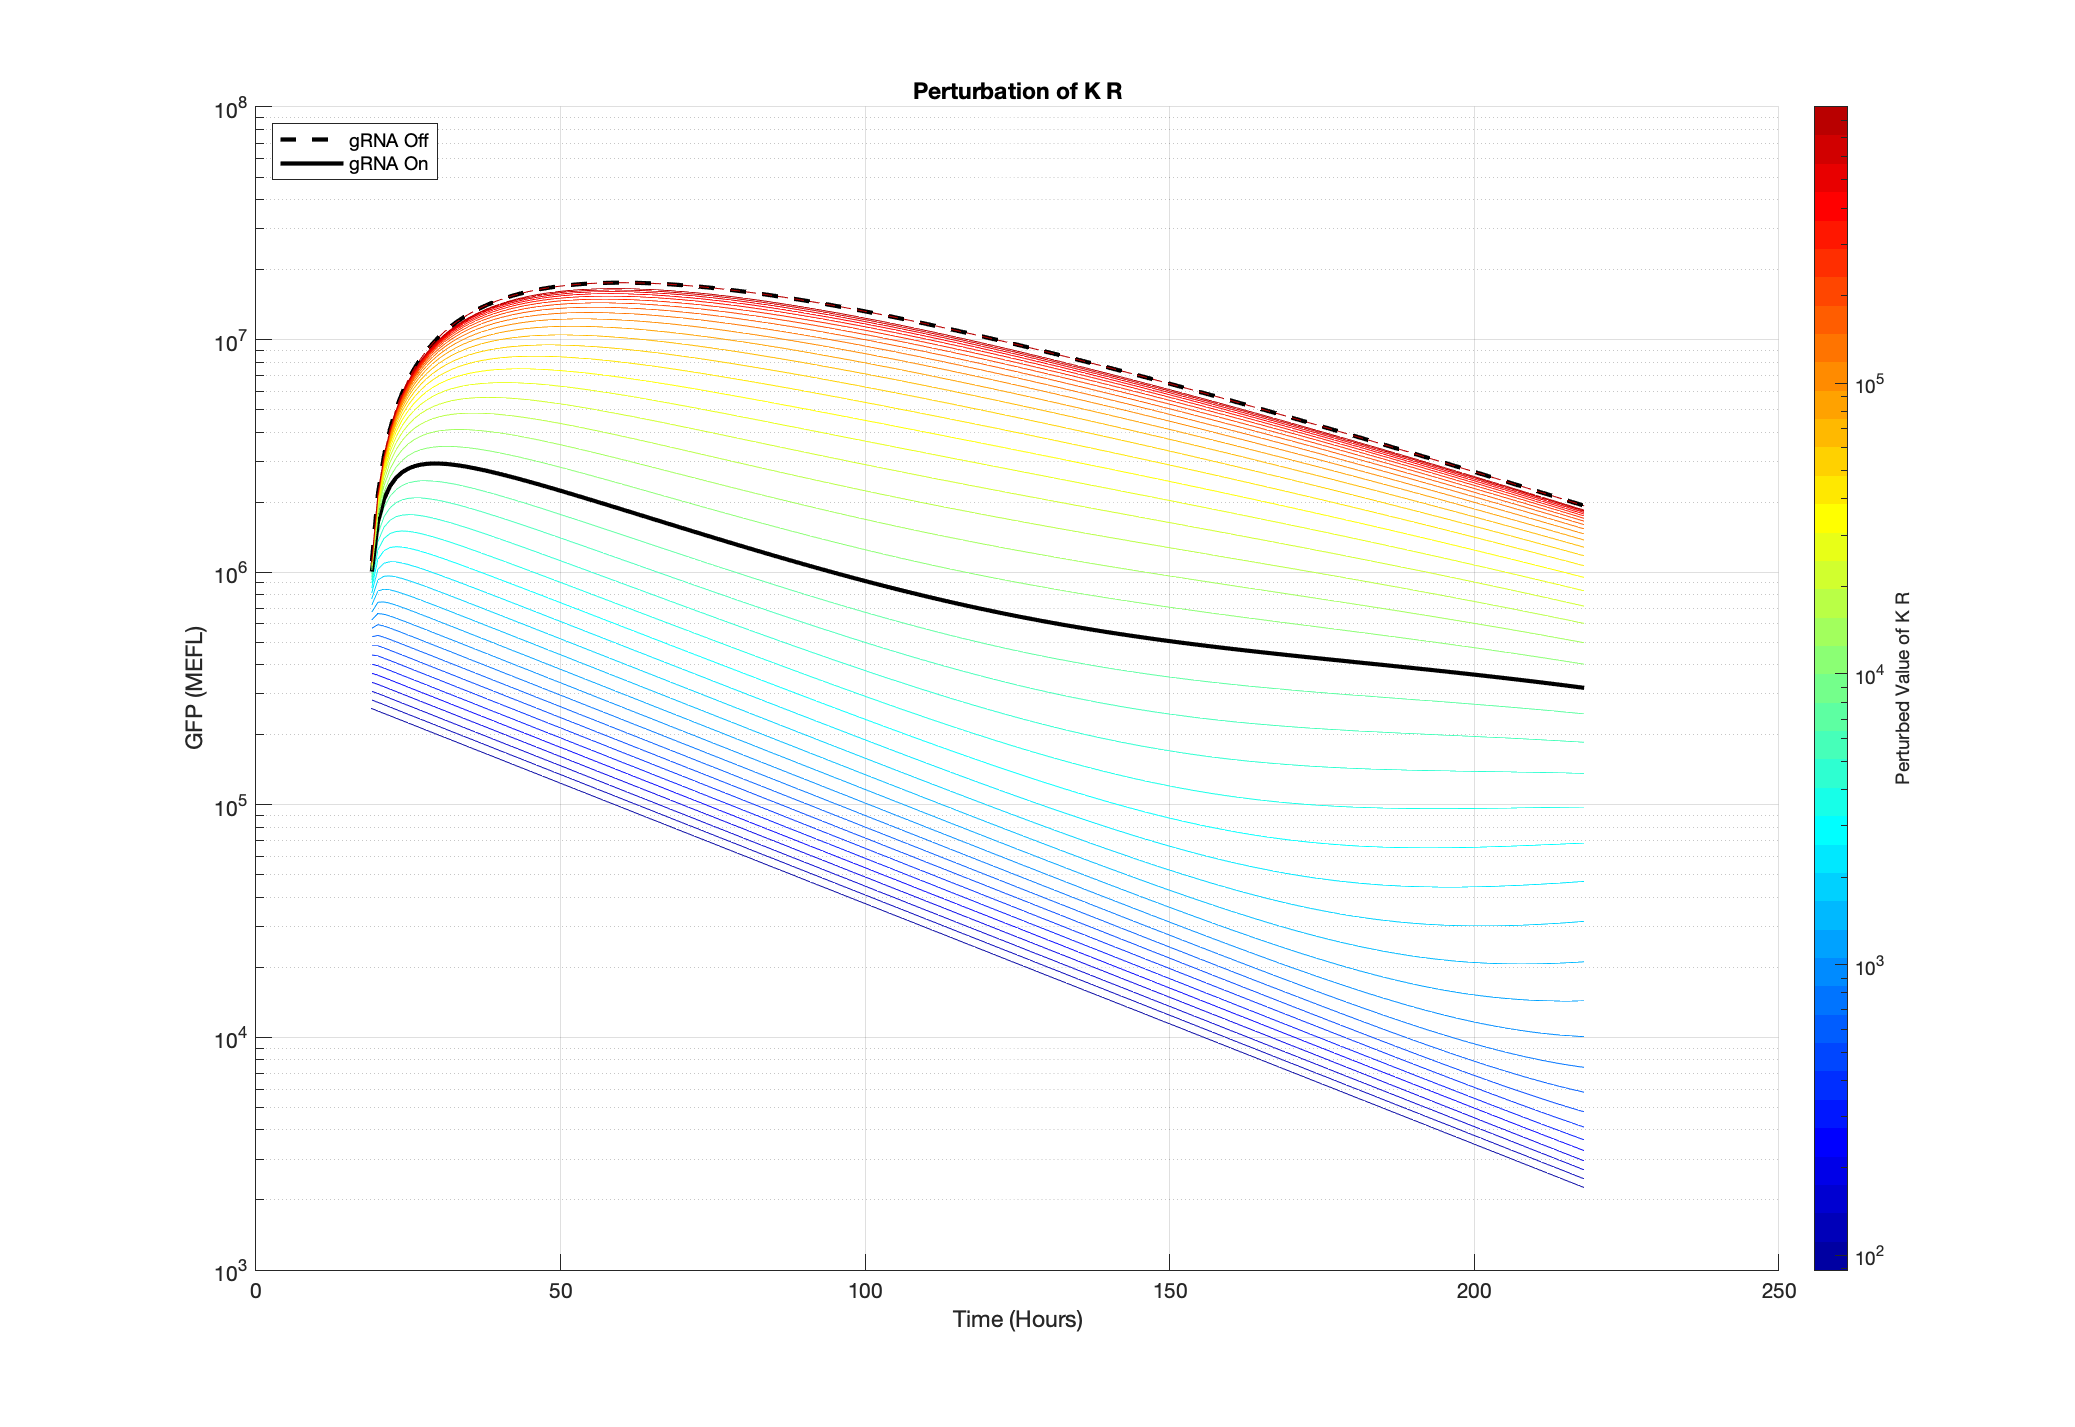 Perturbation of K R
gRNA Off
gRNA On
10^8
10^7
10^6
10^5
10^4
10^3
GFP (MEFL)
0 50 100 150 200 250
Time (Hours)
10^5
10^4
10^3
10^2
Perturbed Value of K R